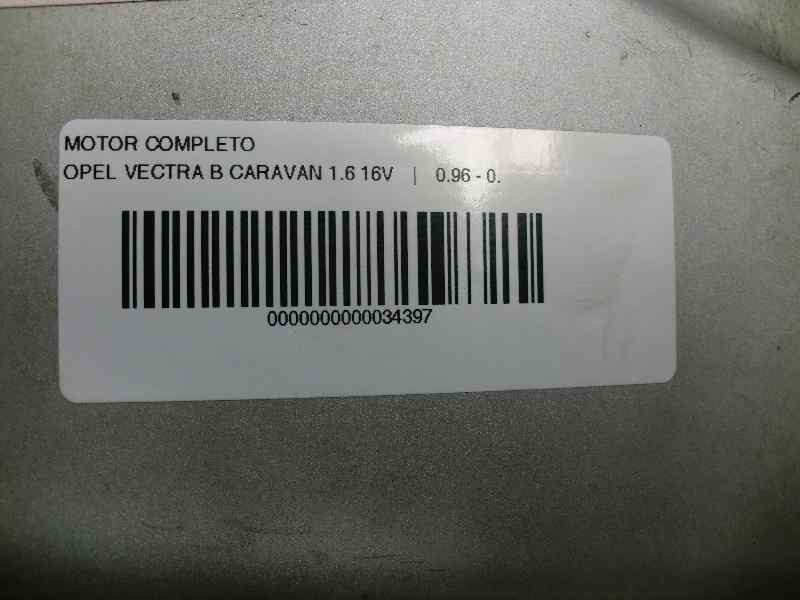 MOTOR COMPLETO
OPEL VECTRA B CARAVAN 1.6 16V | 0.96 - 0.
0000000000034397